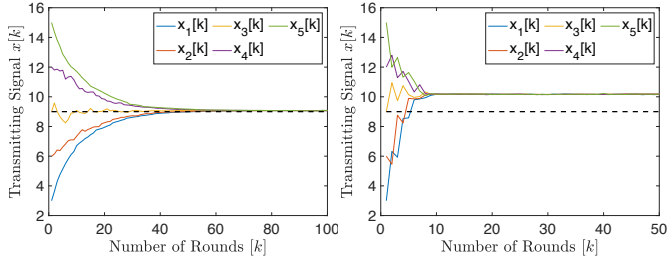 16
14
12
10
8
6
4
2
Transmitting Signal x[k]
x₁[k] x₃[k] x₅[k]
x₂[k] x₄[k]
0 20 40 60 80 100
Number of Rounds [k]
16
14
12
10
8
6
4
2
Transmitting Signal x[k]
x₁[k] x₃[k] x₅[k]
x₂[k] x₄[k]
0 10 20 30 40 50
Number of Rounds [k]